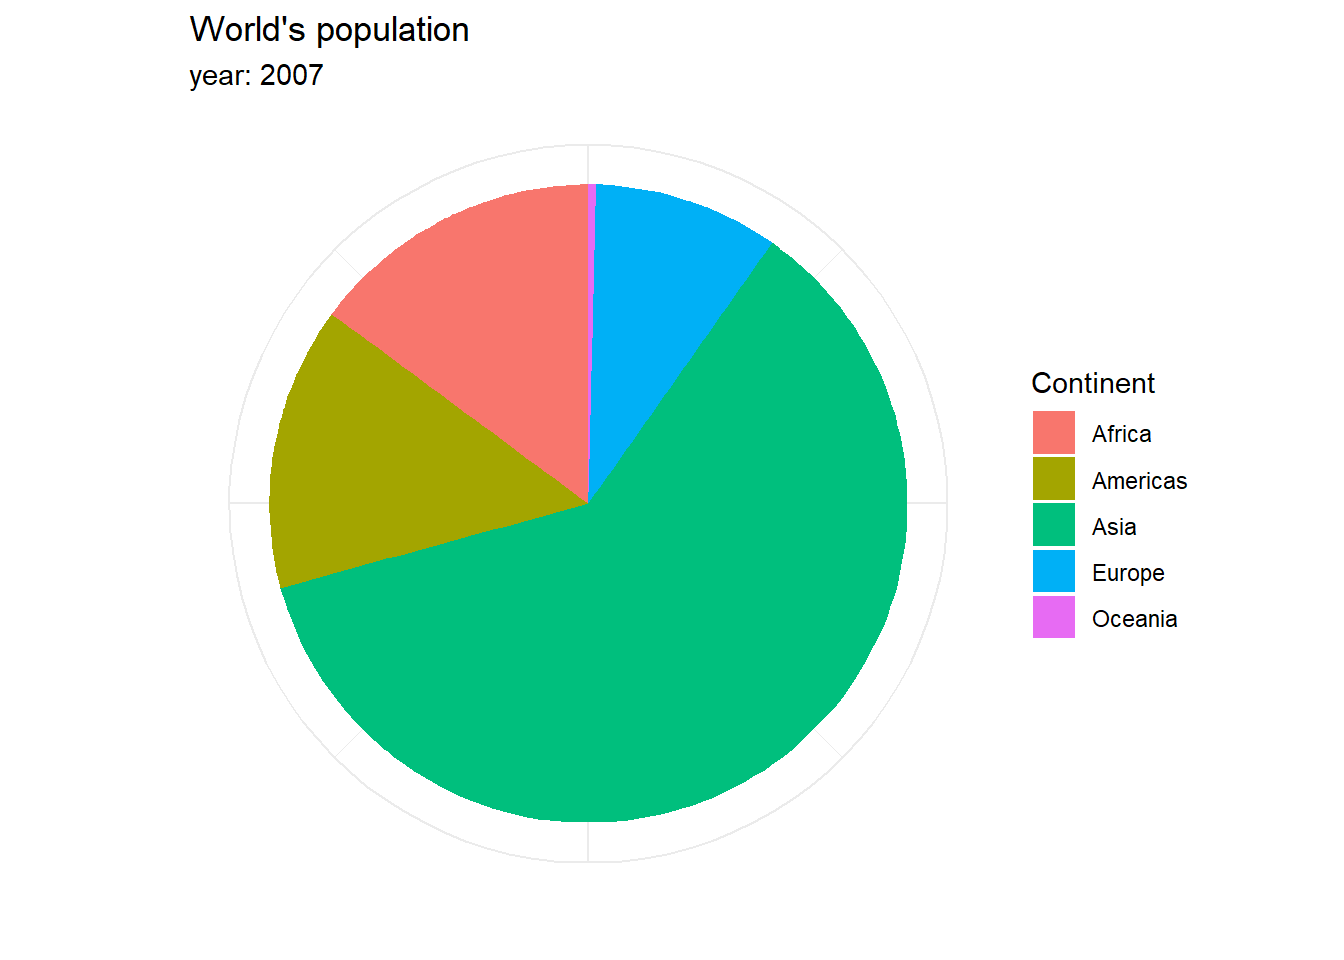 World's population
year: 2007
Continent
Africa
Americas
Asia
Europe
Oceania